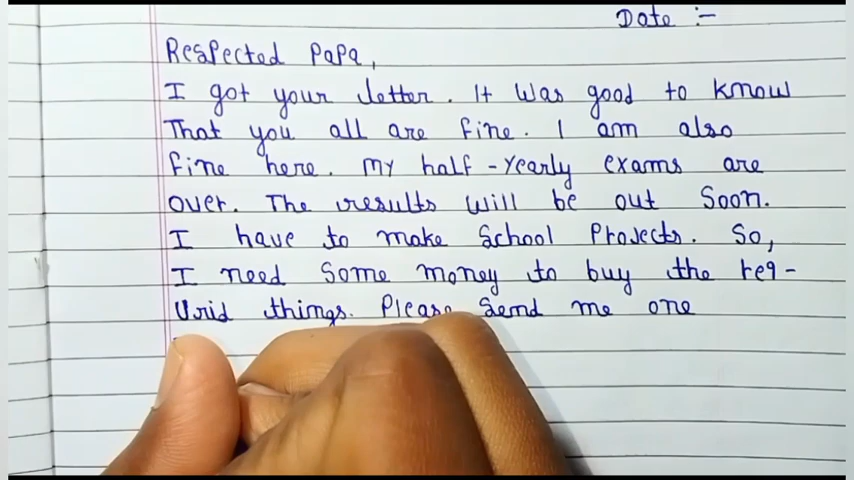 Date :-
Respected Papa,
I got your letter. It was good to know
That you all are fine. I am also
fine here. My half-yearly exams are
over. The results will be out Soon.
I have to make School Projects. So,
I need Some money to buy the req-
urid things. Please Send me one